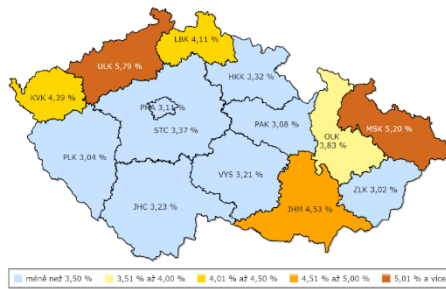 LBK 4,11 %
ULK 5,79 %
HKK 3,32 %
KVK 4,39 %
PHA 3,11 %
STC 3,37 %
PAK 3,08 %
MSK 5,20 %
OLK
3,83 %
PLK 3,04 %
VYS 3,21 %
ZLK 3,02 %
JHC 3,23 %
JHM 4,53 %
méně než 3,50 %
3,51 % až 4,00 %
4,01 % až 4,50 %
4,51 % až 5,00 %
5,01 % a více